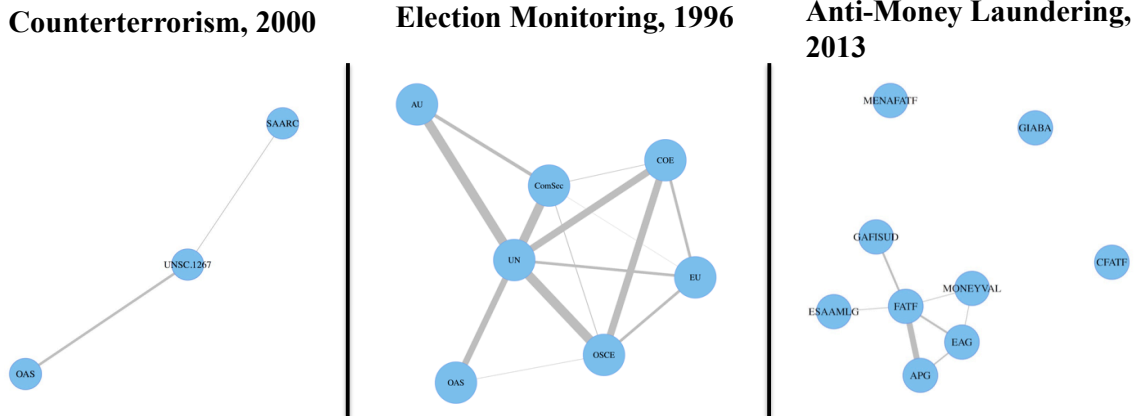 Counterterrorism, 2000
SAARC
UNSC.1267
OAS
Election Monitoring, 1996
AU
COE
ComSec
UN
EU
OSCE
OAS
Anti-Money Laundering,
2013
MENAFATF
GIABA
GAFISUD
CFATF
MONEYVAL
FATF
ESAAMLG
EAG
APG